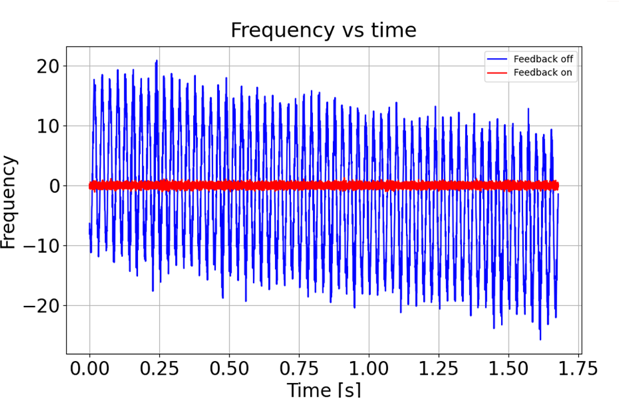 Frequency vs time
Feedback off
Feedback on
20
10
0
−10
−20
Frequency
0.00 0.25 0.50 0.75 1.00 1.25 1.50 1.75
Time [s]